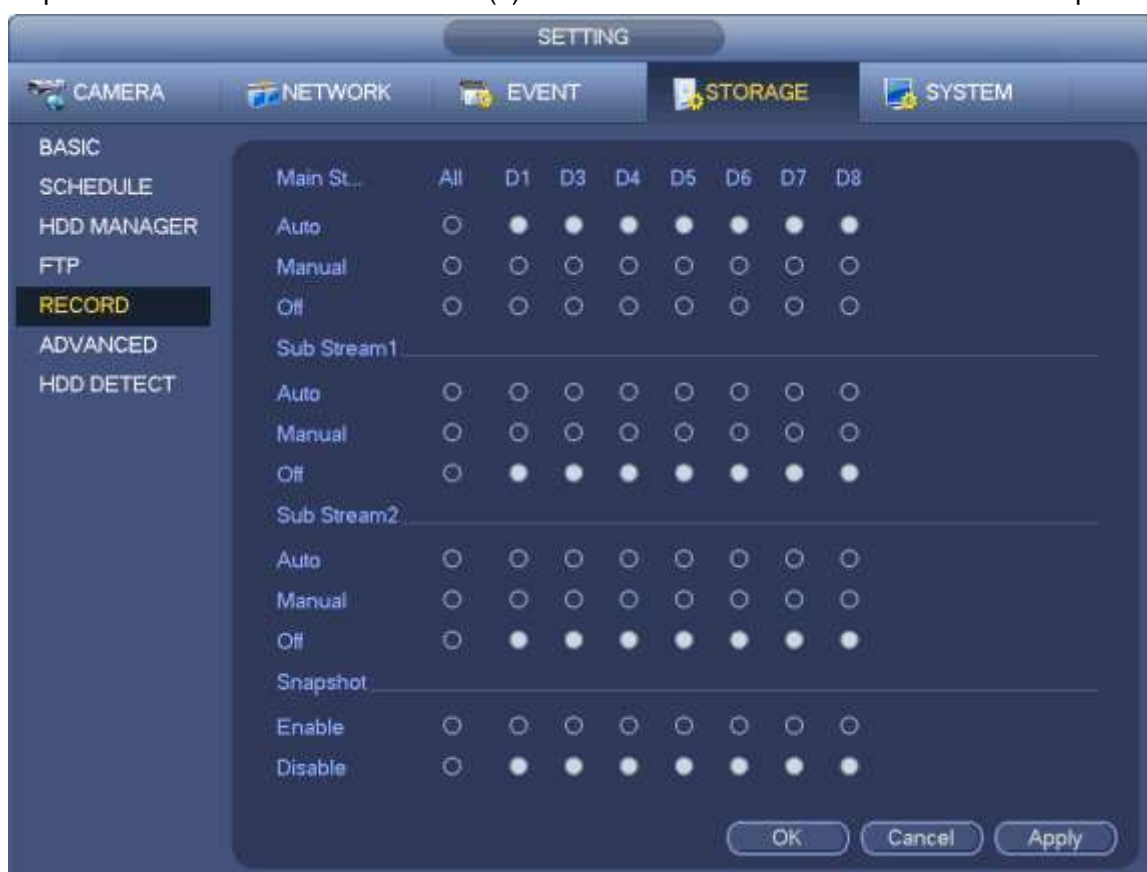 SETTING
CAMERA NETWORK EVENT STORAGE SYSTEM
BASIC
SCHEDULE
HDD MANAGER
FTP
RECORD
ADVANCED
HDD DETECT
Main St... All D1 D3 D4 D5 D6 D7 D8
Auto
Manual
Off
Sub Stream1
Auto
Manual
Off
Sub Stream2
Auto
Manual
Off
Snapshot
Enable
Disable
OK Cancel Apply